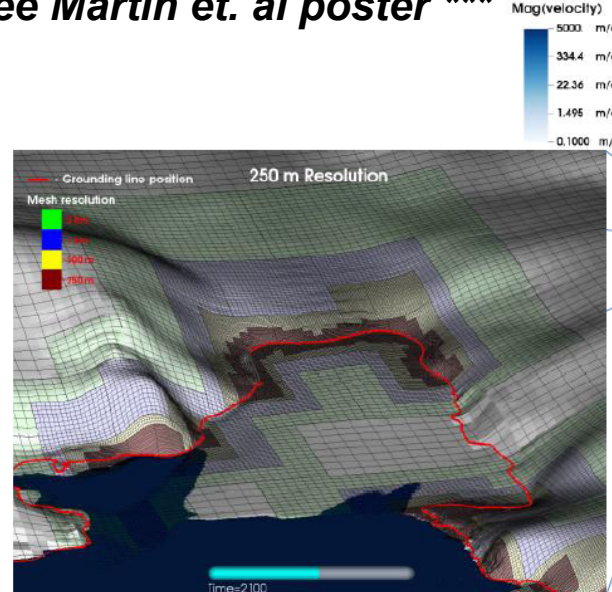 ee Martin et. al poster ***
Mag(velocity)
5000. m/
334.4 m/
22.36 m/
1.495 m/
0.1000 m/
- Grounding line position
250 m Resolution
Mesh resolution
Time=2100